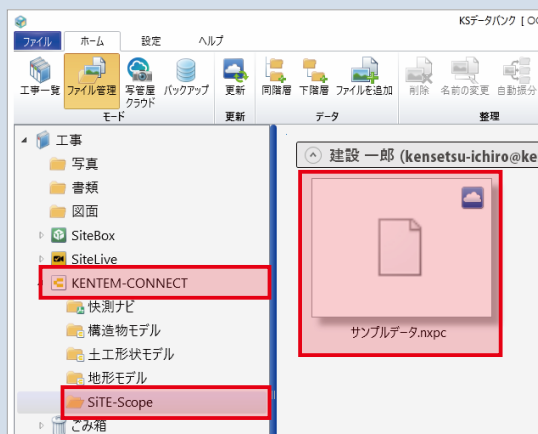 KSデータバンク [ ○
ファイル ホーム 設定 ヘルプ
工事一覧 ファイル管理 写管屋 クラウド バックアップ 更新 同階層 下階層 ファイルを追加 削除 名前の変更 自動振分
モード 更新 データ 整理
工事
写真
書類
図面
SiteBox
SiteLive
KENTEM-CONNECT
快測ナビ
構造物モデル
土工形状モデル
地形モデル
SiTE-Scope
ごみ箱
建設 一郎 (kensetsu-ichiro@ke
サンプルデータ.nxpc